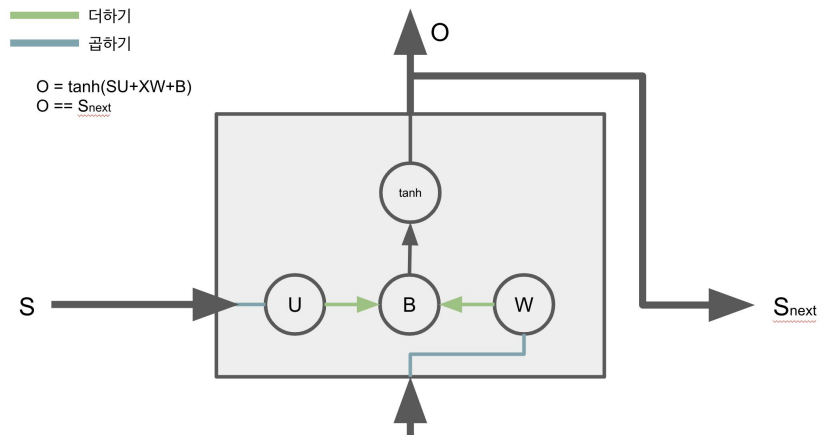 더하기
곱하기
O = tanh(SU+XW+B)
O == Snext
O
tanh
S
U
B
W
Snext